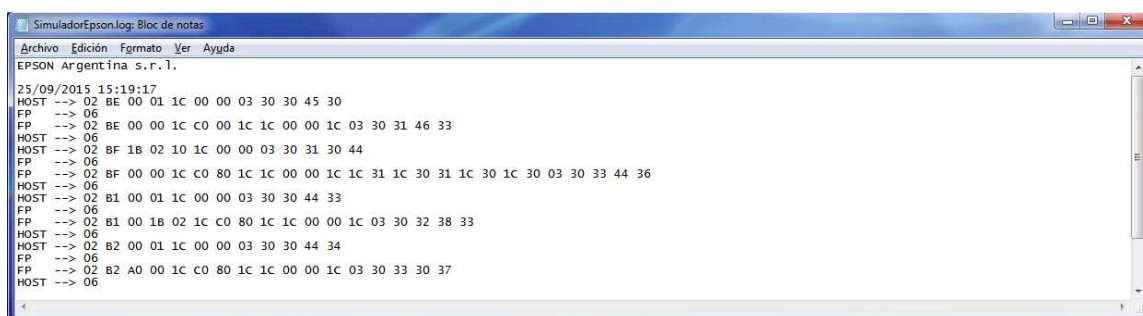 SimuladorEpson.log: Bloc de notas
Archivo Edición Formato Ver Ayuda
EPSON Argentina s.r.l.
25/09/2015 15:19:17
HOST --> 02 BE 00 01 1C 00 00 03 30 30 45 30
FP --> 06
FP --> 02 BE 00 00 1C C0 00 1C 1C 00 00 1C 03 30 31 46 33
HOST --> 06
HOST --> 02 BF 1B 02 10 1C 00 00 03 30 31 30 44
FP --> 06
FP --> 02 BF 00 00 1C C0 80 1C 1C 00 00 1C 1C 31 1C 30 31 1C 30 1C 30 03 30 33 44 36
HOST --> 06
HOST --> 02 B1 00 01 1C 00 00 03 30 30 44 33
FP --> 06
FP --> 02 B1 00 1B 02 1C C0 80 1C 1C 00 00 1C 03 30 32 38 33
HOST --> 06
HOST --> 02 B2 00 01 1C 00 00 03 30 30 44 34
FP --> 06
FP --> 02 B2 A0 00 1C C0 80 1C 1C 00 00 1C 03 30 33 30 37
HOST --> 06